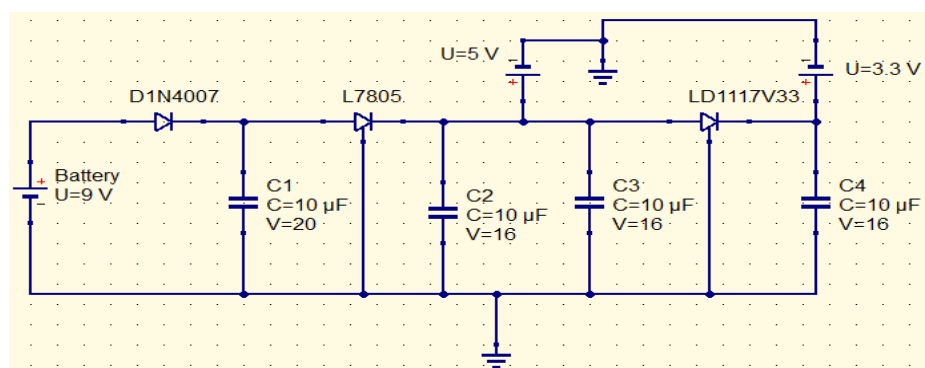 U=5 V
U=3.3 V
D1N4007
L7805
LD1117V33
Battery
U=9 V
C1
C=10 µF
V=20
C2
C=10 µF
V=16
C3
C=10 µF
V=16
C4
C=10 µF
V=16